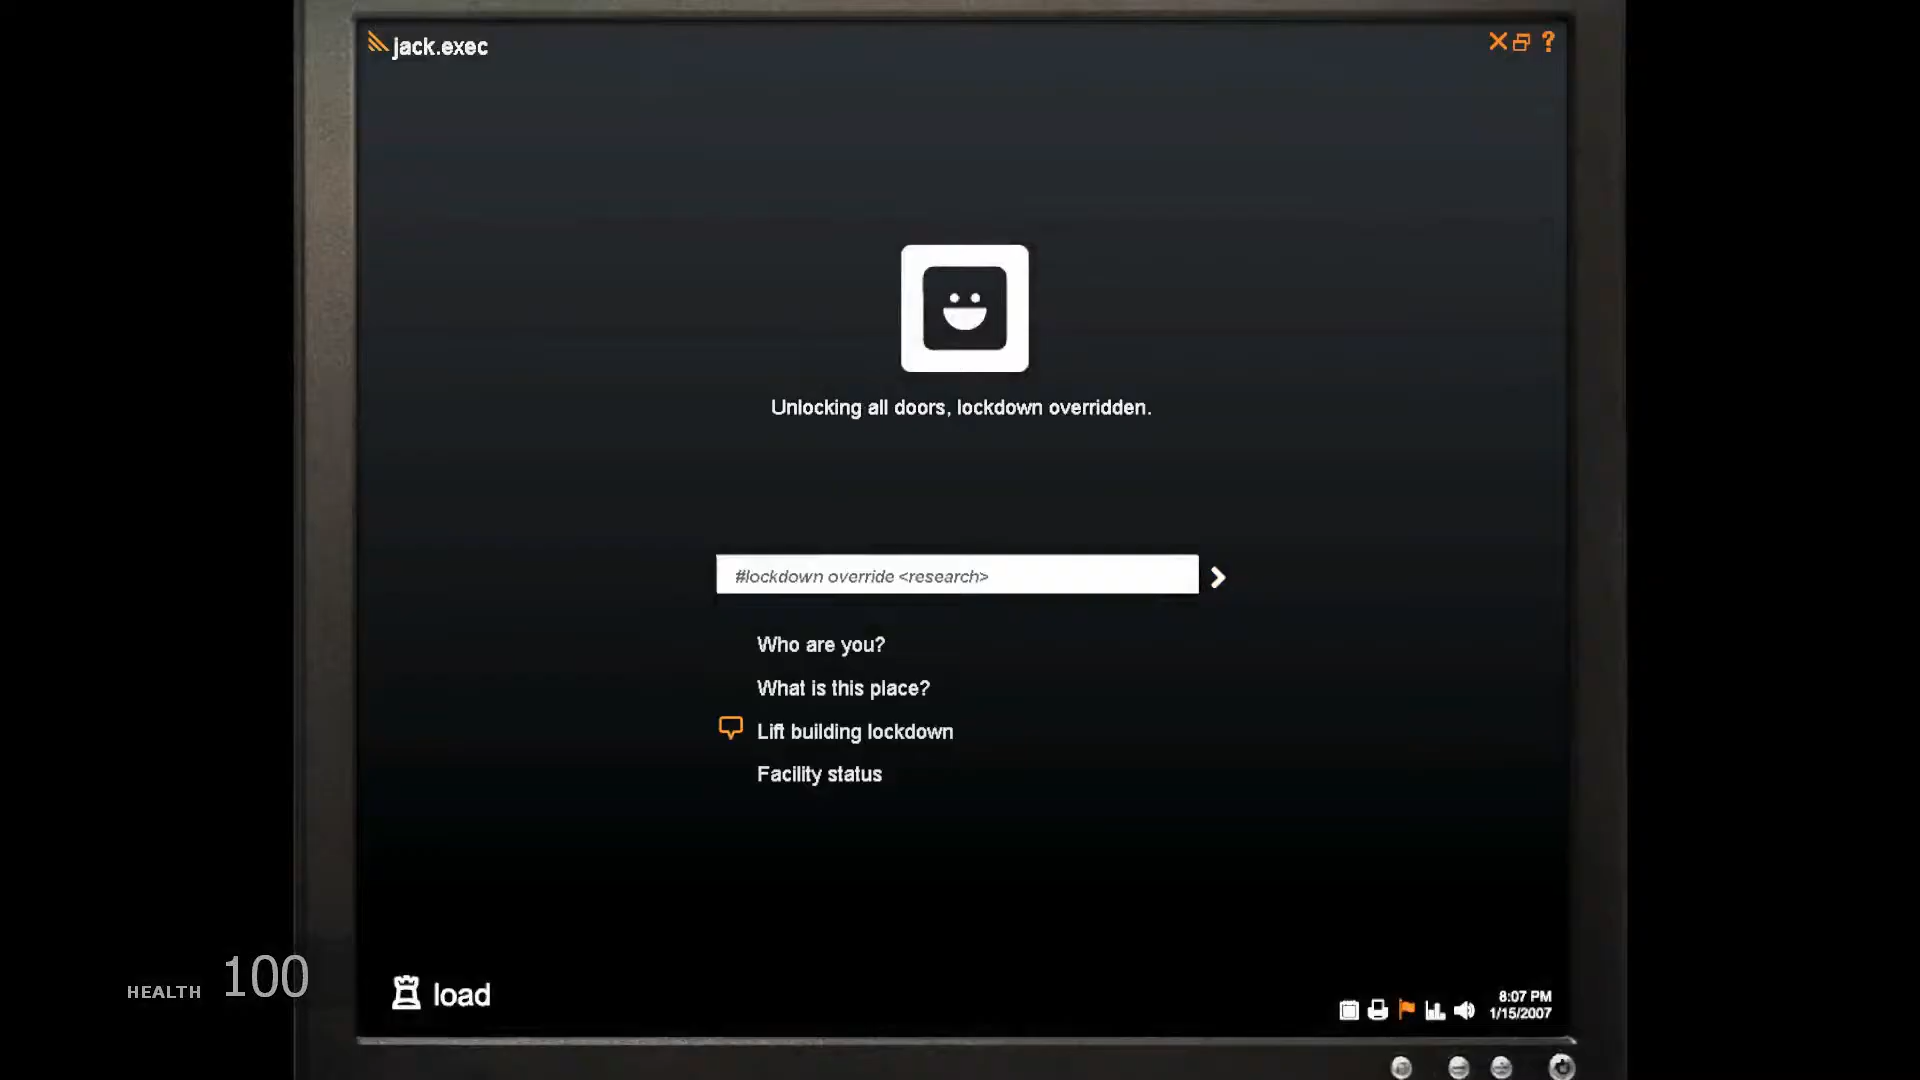 jack.exec
?
Unlocking all doors, lockdown overridden.
#lockdown override <research>
Who are you?
What is this place?
Lift building lockdown
Facility status
HEALTH 100
load
8:07 PM
1/15/2007